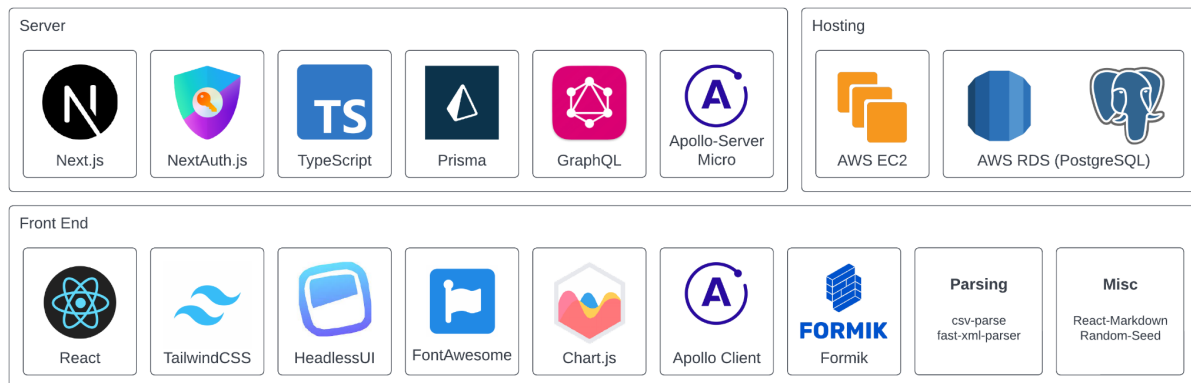 Server
Hosting
N
TS
A
Next.js
NextAuth.js
TypeScript
Prisma
GraphQL
Apollo-Server
Micro
AWS EC2
AWS RDS (PostgreSQL)
Front End
A
FORMIK
Parsing
csv-parse
fast-xml-parser
Misc
React-Markdown
Random-Seed
React
TailwindCSS
HeadlessUI
FontAwesome
Chart.js
Apollo Client
Formik